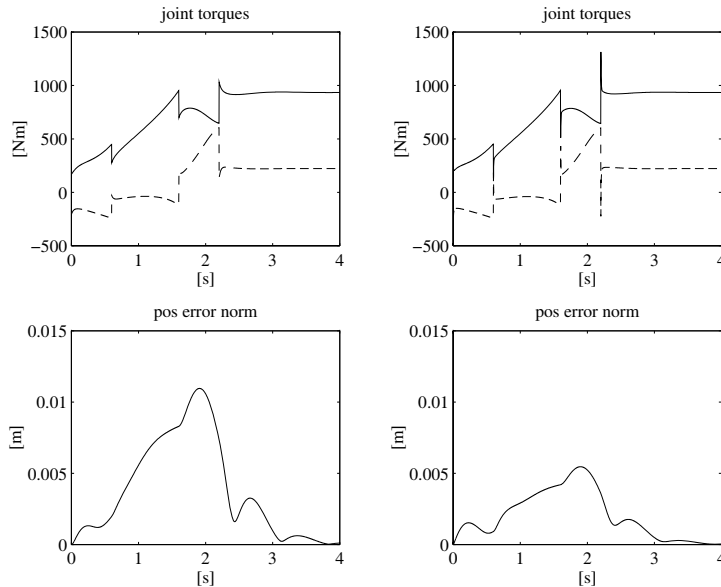 joint torques
1500
1000
500
0
−500
[Nm]
0 1 2 3 4
[s]
joint torques
1500
1000
500
0
−500
[Nm]
0 1 2 3 4
[s]
pos error norm
0.015
0.01
0.005
0
[m]
0 1 2 3 4
[s]
pos error norm
0.015
0.01
0.005
0
[m]
0 1 2 3 4
[s]